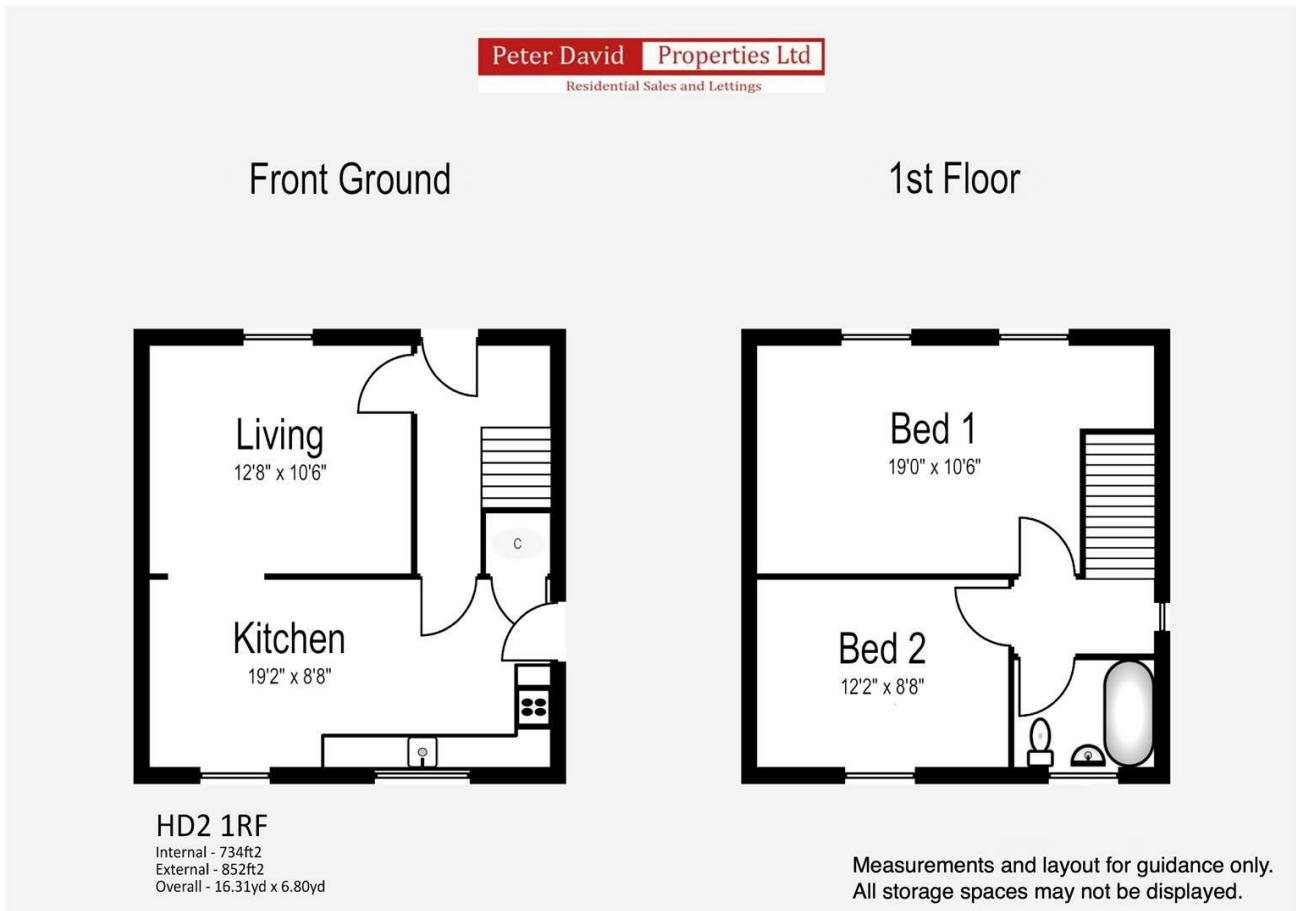 Peter David Properties Ltd
Residential Sales and Lettings
Front Ground
1st Floor
Living
12'8" x 10'6"
C
Kitchen
19'2" x 8'8"
Bed 1
19'0" x 10'6"
Bed 2
12'2" x 8'8"
HD2 1RF
Internal - 734ft2
External - 852ft2
Overall - 16.31yd x 6.80yd
Measurements and layout for guidance only.
All storage spaces may not be displayed.